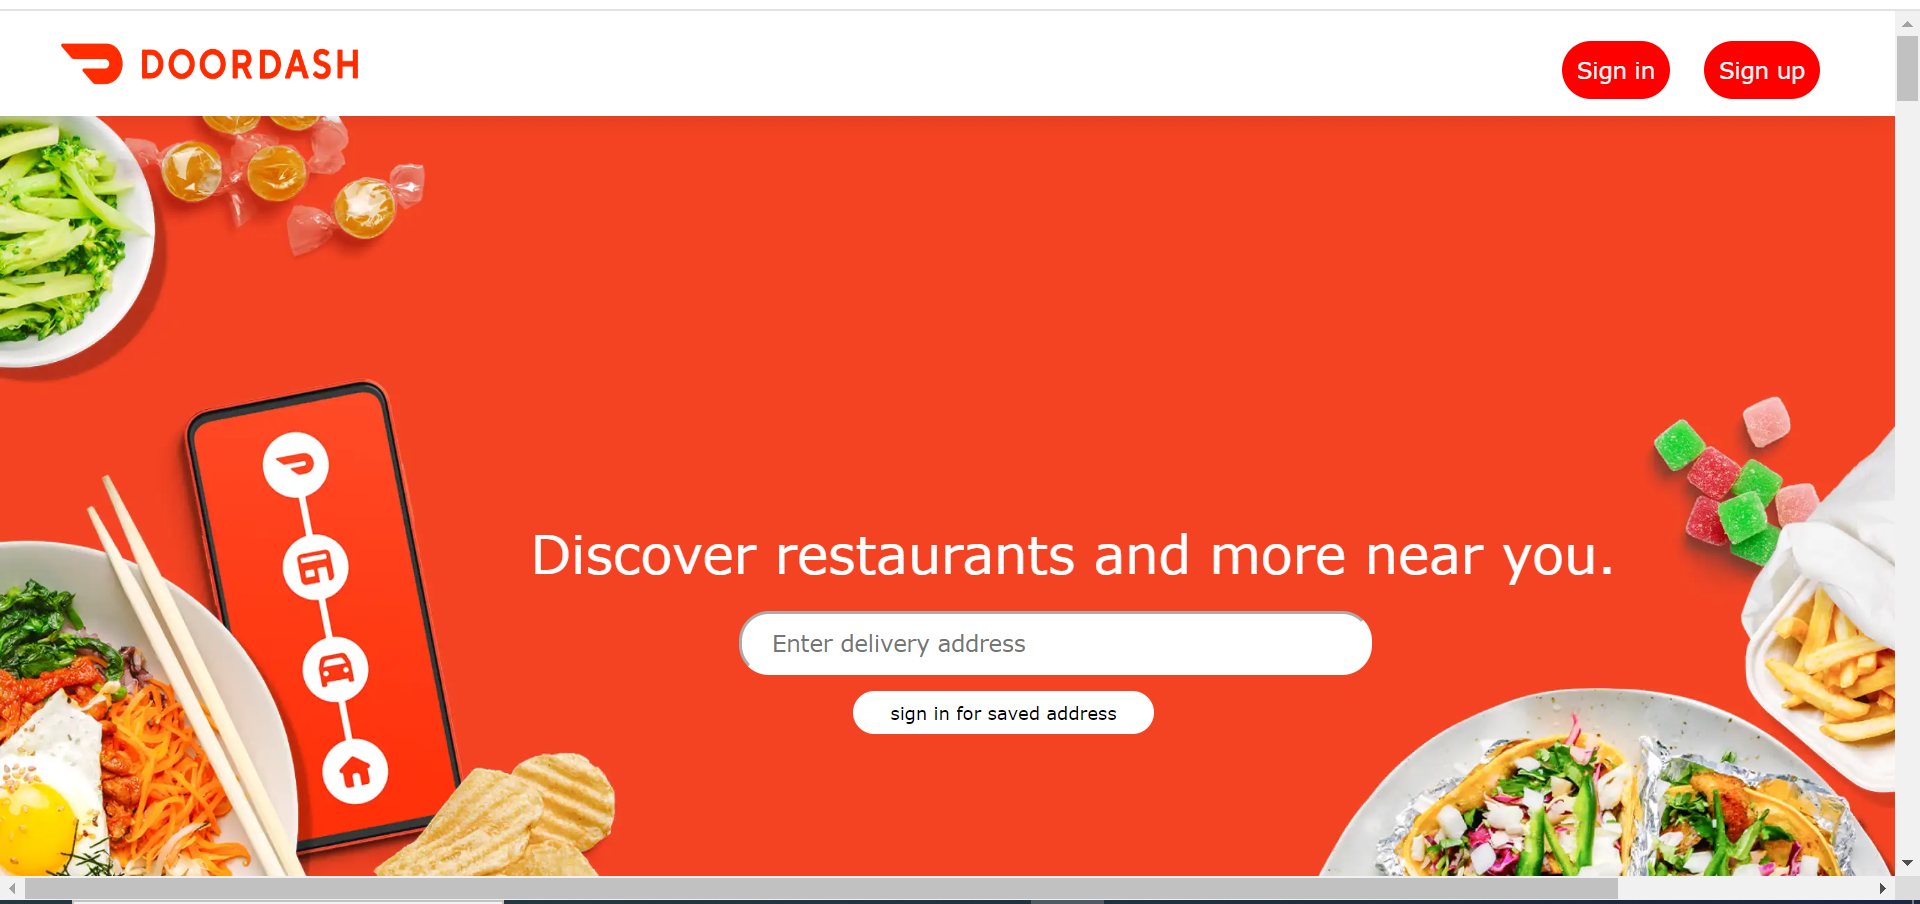 DOORDASH
Sign in
Sign up
Discover restaurants and more near you.
Enter delivery address
sign in for saved address